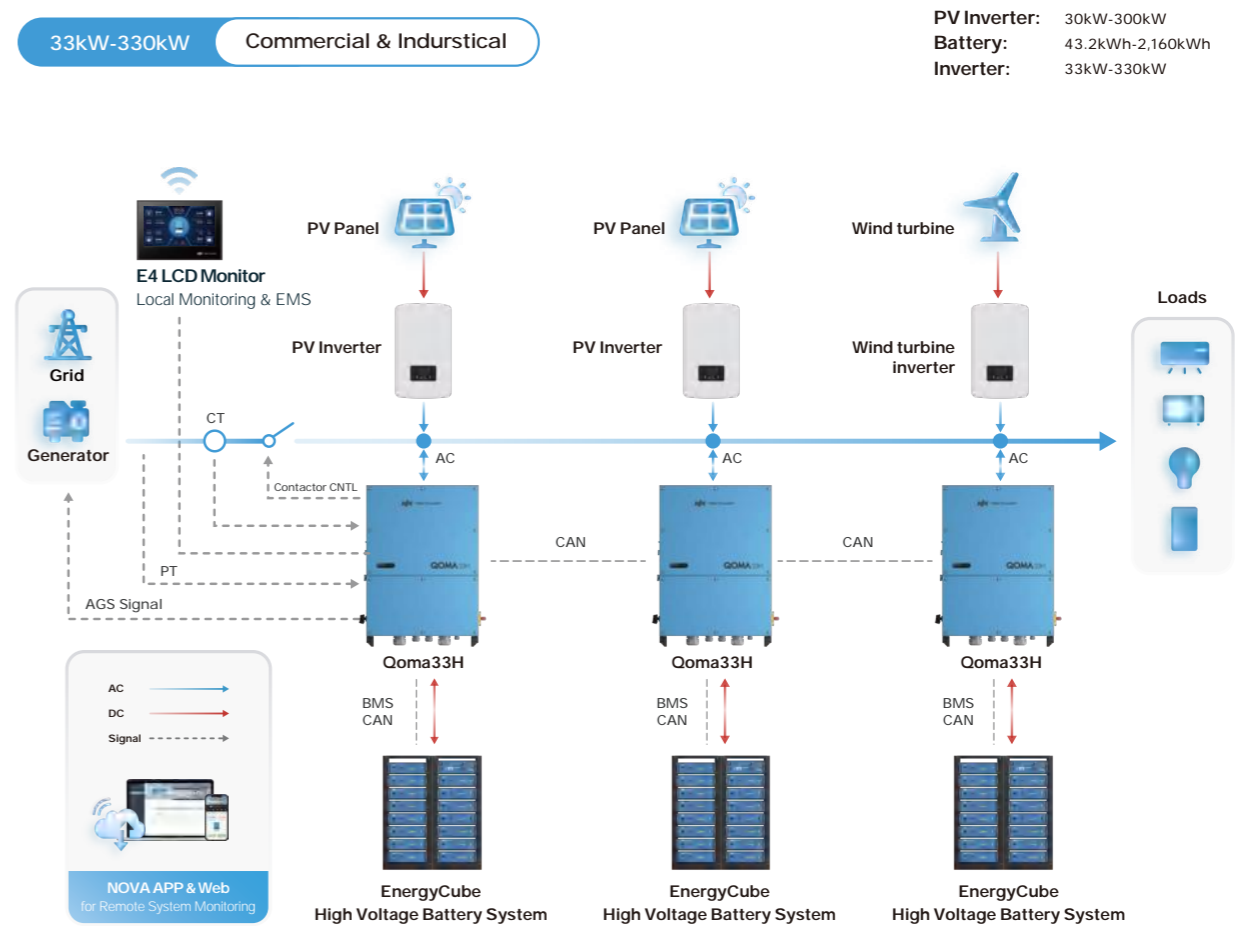 33kW-330kW
Commercial & Indurstical
PV Inverter: 30kW-300kW
Battery: 43.2kWh-2,160kWh
Inverter: 33kW-330kW
PV Panel
PV Panel
Wind turbine
E4 LCD Monitor
Local Monitoring & EMS
Loads
PV Inverter
PV Inverter
Wind turbine
inverter
Grid
Generator
CT
AC
AC
AC
Contactor CNTL
CAN
CAN
QOMA 33H
QOMA 33H
QOMA 33H
PT
AGS Signal
Qoma33H
Qoma33H
Qoma33H
AC
DC
Signal
BMS
CAN
BMS
CAN
BMS
CAN
NOVA APP & Web
for Remote System Monitoring
EnergyCube
High Voltage Battery System
EnergyCube
High Voltage Battery System
EnergyCube
High Voltage Battery System